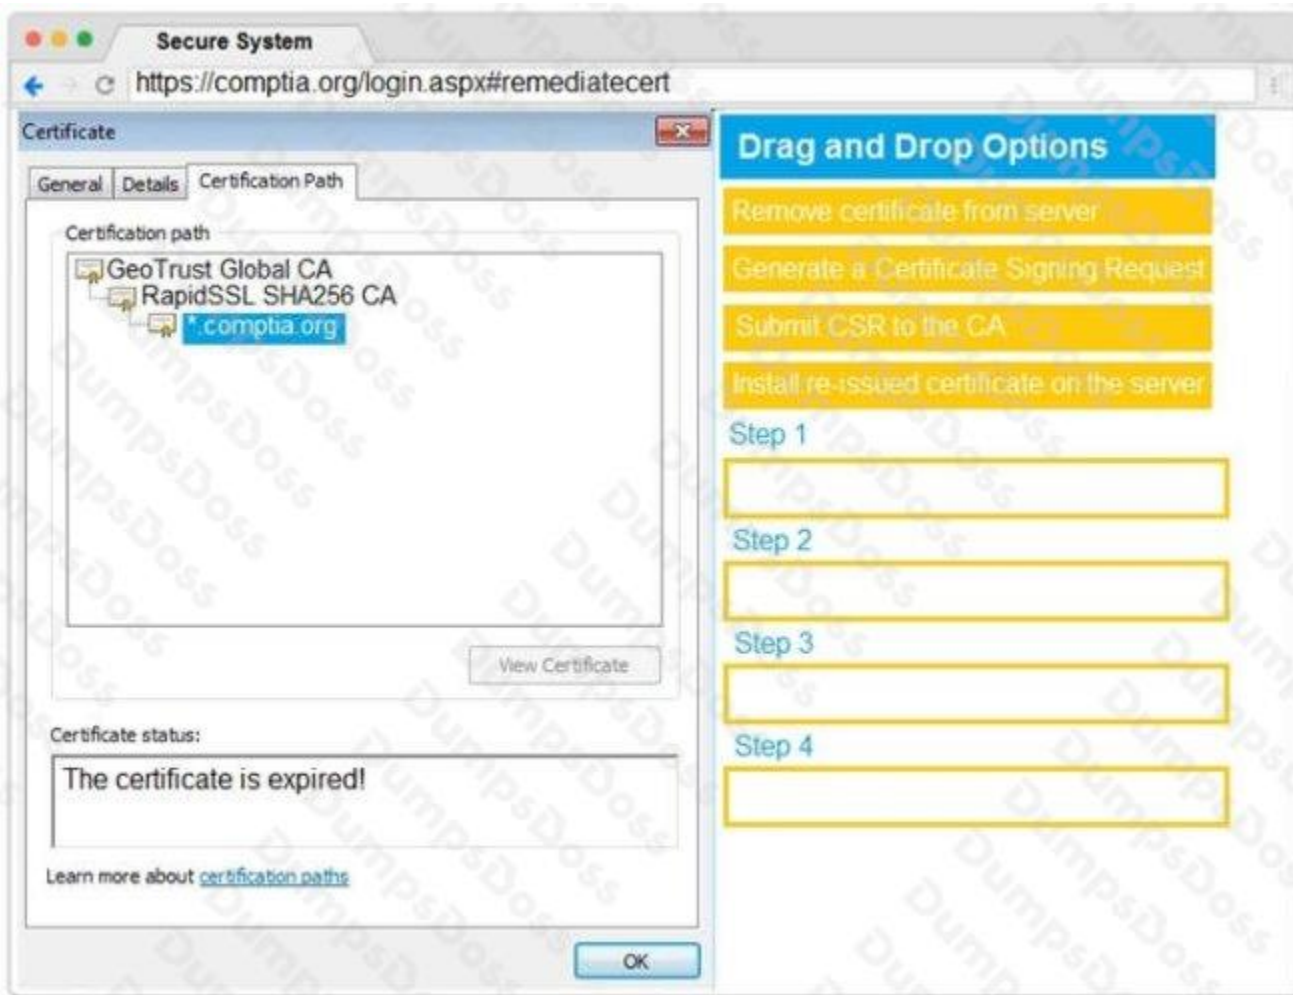 Secure System
https://comptia.org/login.aspx#remediatecert
Certificate
General Details Certification Path
Certification path
GeoTrust Global CA
RapidSSL SHA256 CA
*.comptia.org
View Certificate
Certificate status:
The certificate is expired!
Learn more about certification paths
OK
Drag and Drop Options
Remove certificate from server
Generate a Certificate Signing Request
Submit CSR to the CA
Install re-issued certificate on the server
Step 1
Step 2
Step 3
Step 4
DumpsDoss